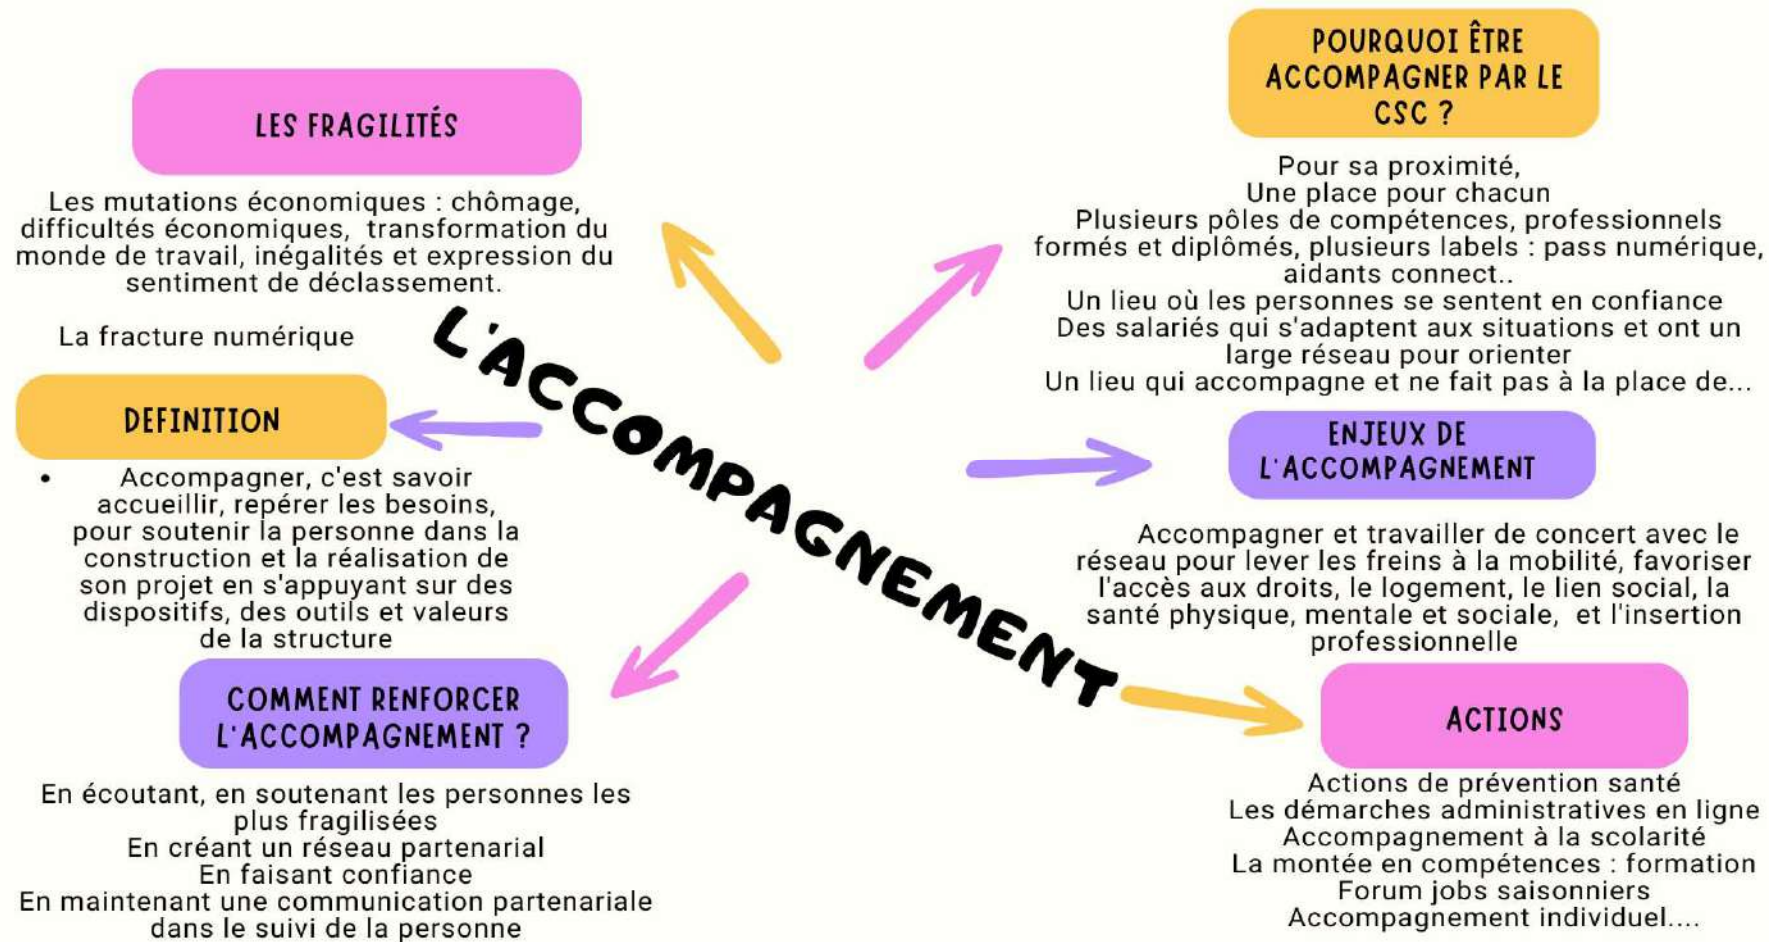 LES FRAGILITÉS
Les mutations économiques : chômage,
difficultés économiques, transformation du
monde de travail, inégalités et expression du
sentiment de déclassement.
La fracture numérique
DEFINITION
• Accompagner, c'est savoir
accueillir, repérer les besoins,
pour soutenir la personne dans la
construction et la réalisation de
son projet en s'appuyant sur des
dispositifs, des outils et valeurs
de la structure
COMMENT RENFORCER
L'ACCOMPAGNEMENT ?
En écoutant, en soutenant les personnes les
plus fragilisées
En créant un réseau partenarial
En faisant confiance
En maintenant une communication partenariale
dans le suivi de la personne
L'ACCOMPAGNEMENT
POURQUOI ÊTRE
ACCOMPAGNER PAR LE
CSC ?
Pour sa proximité,
Une place pour chacun
Plusieurs pôles de compétences, professionnels
formés et diplômés, plusieurs labels : pass numérique,
aidants connect..
Un lieu où les personnes se sentent en confiance
Des salariés qui s'adaptent aux situations et ont un
large réseau pour orienter
Un lieu qui accompagne et ne fait pas à la place de...
ENJEUX DE
L'ACCOMPAGNEMENT
Accompagner et travailler de concert avec le
réseau pour lever les freins à la mobilité, favoriser
l'accès aux droits, le logement, le lien social, la
santé physique, mentale et sociale, et l'insertion
professionnelle
ACTIONS
Actions de prévention santé
Les démarches administratives en ligne
Accompagnement à la scolarité
La montée en compétences : formation
Forum jobs saisonniers
Accompagnement individuel....